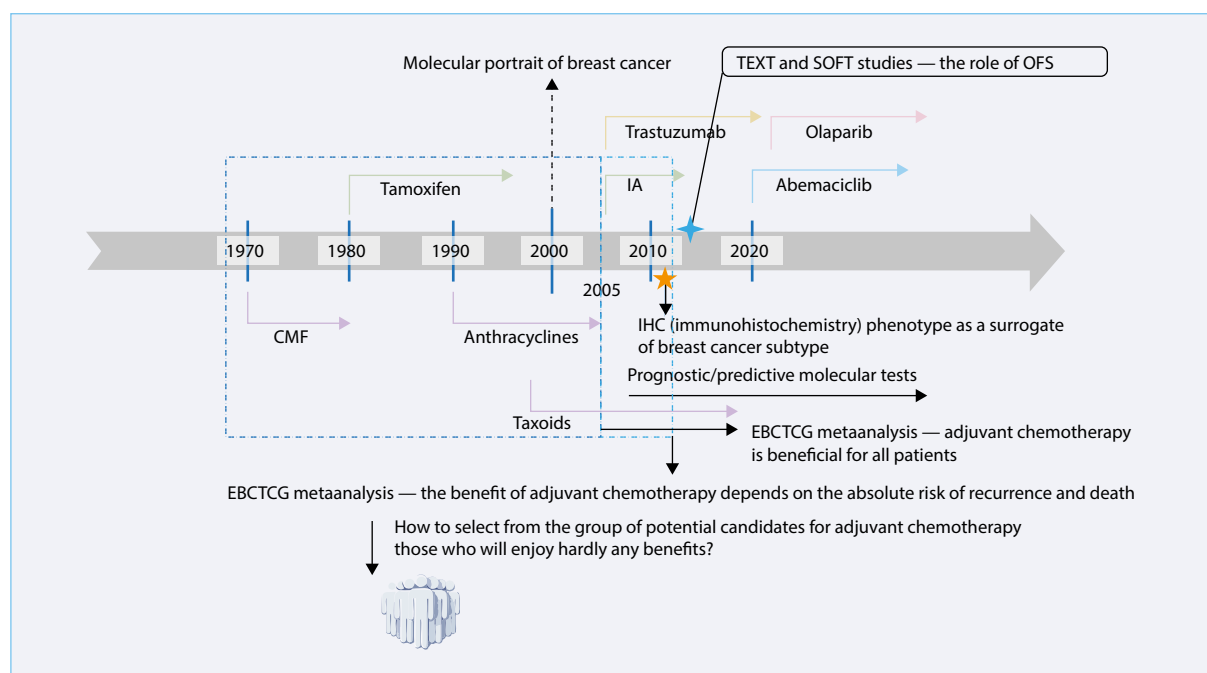 Molecular portrait of breast cancer
TEXT and SOFT studies — the role of OFS
Trastuzumab
Olaparib
Tamoxifen
IA
Abemaciclib
1970
1980
1990
2000
2010
2020
2005
CMF
Anthracyclines
IHC (immunohistochemistry) phenotype as a surrogate
of breast cancer subtype
Prognostic/predictive molecular tests
Taxoids
EBCTCG metaanalysis — adjuvant chemotherapy
is beneficial for all patients
EBCTCG metaanalysis — the benefit of adjuvant chemotherapy depends on the absolute risk of recurrence and death
How to select from the group of potential candidates for adjuvant chemotherapy
those who will enjoy hardly any benefits?